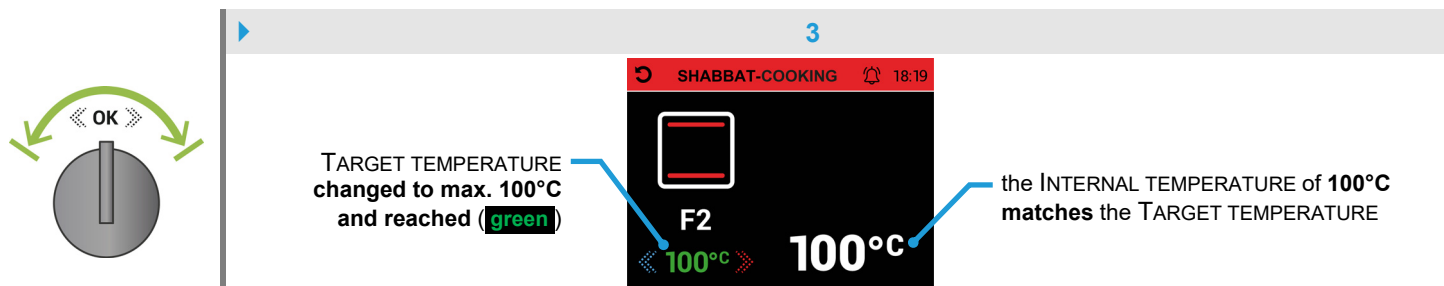 3
OK
SHABBAT-COOKING 18:19
TARGET TEMPERATURE
changed to max. 100°C
and reached (green)
F2
100°C
100°C
the INTERNAL TEMPERATURE of 100°C
matches the TARGET TEMPERATURE